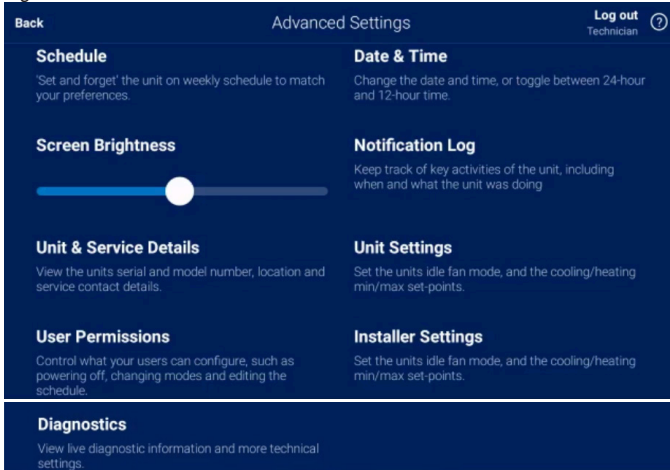 Back
Advanced Settings
Log out
Technician
?
Schedule
'Set and forget' the unit on weekly schedule to match
your preferences.
Date & Time
Change the date and time, or toggle between 24-hour
and 12-hour time.
Screen Brightness
Notification Log
Keep track of key activities of the unit, including
when and what the unit was doing
Unit & Service Details
View the units serial and model number, location and
service contact details.
Unit Settings
Set the units idle fan mode, and the cooling/heating
min/max set-points.
User Permissions
Control what your users can configure, such as
powering off, changing modes and editing the
schedule.
Installer Settings
Set the units idle fan mode, and the cooling/heating
min/max set-points.
Diagnostics
View live diagnostic information and more technical
settings.